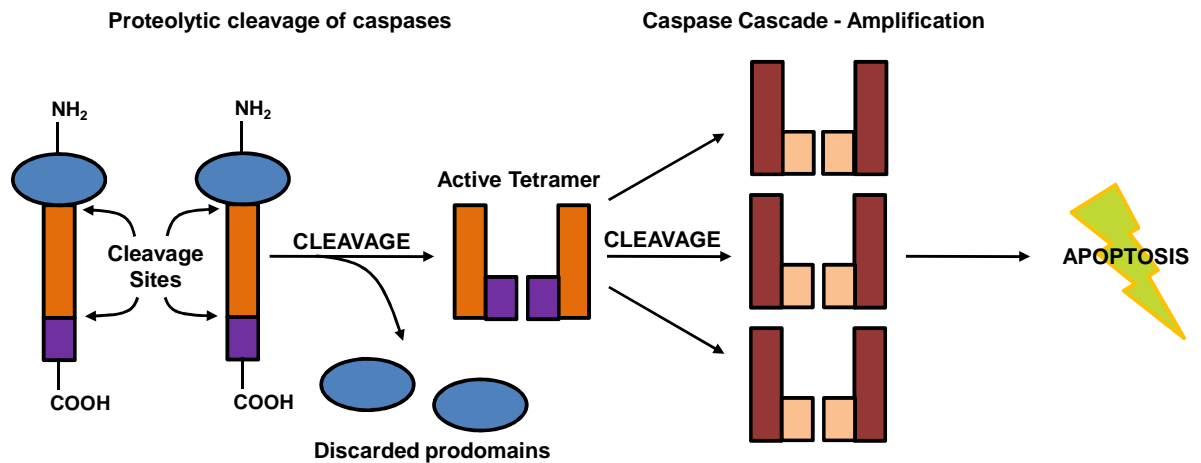 Proteolytic cleavage of caspases
Caspase Cascade - Amplification
NH₂
NH₂
Active Tetramer
Cleavage
Sites
CLEAVAGE
CLEAVAGE
APOPTOSIS
COOH
COOH
Discarded prodomains